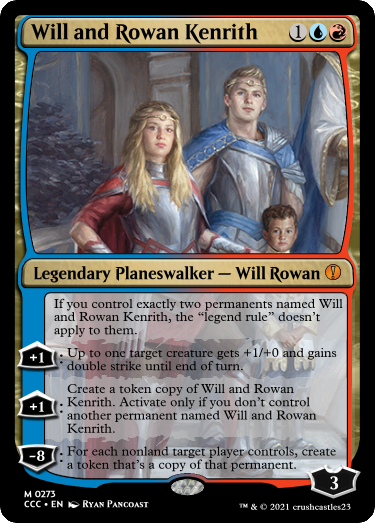 Will and Rowan Kenrith 1
Legendary Planeswalker — Will Rowan
If you control exactly two permanents named Will
and Rowan Kenrith, the “legend rule” doesn’t
apply to them.
+1: Up to one target creature gets +1/+0 and gains
double strike until end of turn.
Create a token copy of Will and Rowan
+1: Kenrith. Activate only if you don’t control
another permanent named Will and Rowan
Kenrith.
-8: For each nonland target player controls, create
a token that’s a copy of that permanent.
3
M 0273
CCC • EN Ryan Pancoast
™ & © 2021 crushcastles23